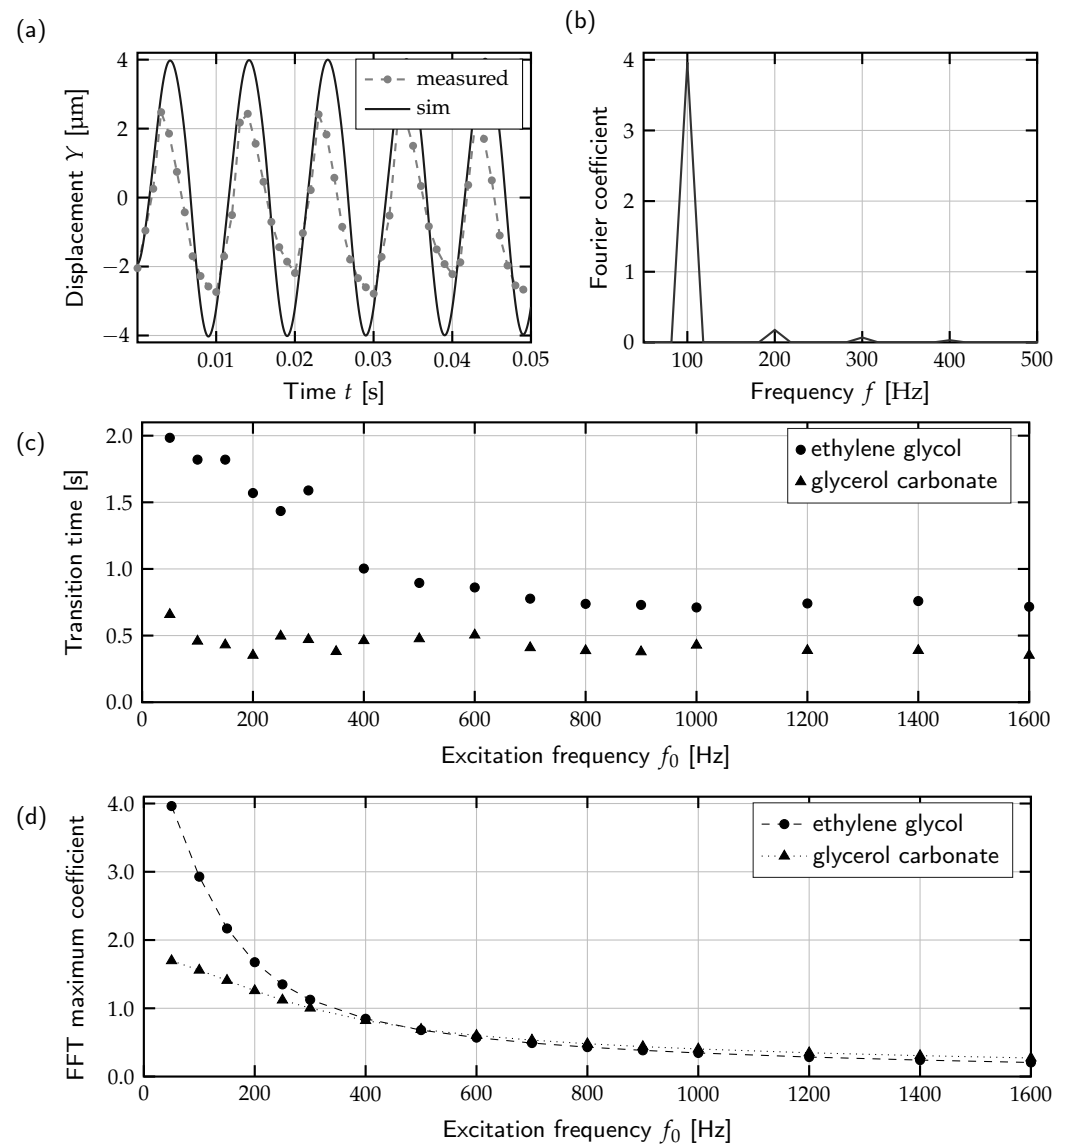 (a)
4
2
0
−2
−4
Displacement Y [μm]
measured
sim
0.01 0.02 0.03 0.04 0.05
Time t [s]
(b)
4
3
2
1
0
Fourier coefficient
100 200 300 400 500
Frequency f [Hz]
(c)
2.0
1.5
1.0
0.5
0.0
Transition time [s]
ethylene glycol
glycerol carbonate
0 200 400 600 800 1000 1200 1400 1600
Excitation frequency f0 [Hz]
(d)
4.0
3.0
2.0
1.0
0.0
FFT maximum coefficient
ethylene glycol
glycerol carbonate
0 200 400 600 800 1000 1200 1400 1600
Excitation frequency f0 [Hz]